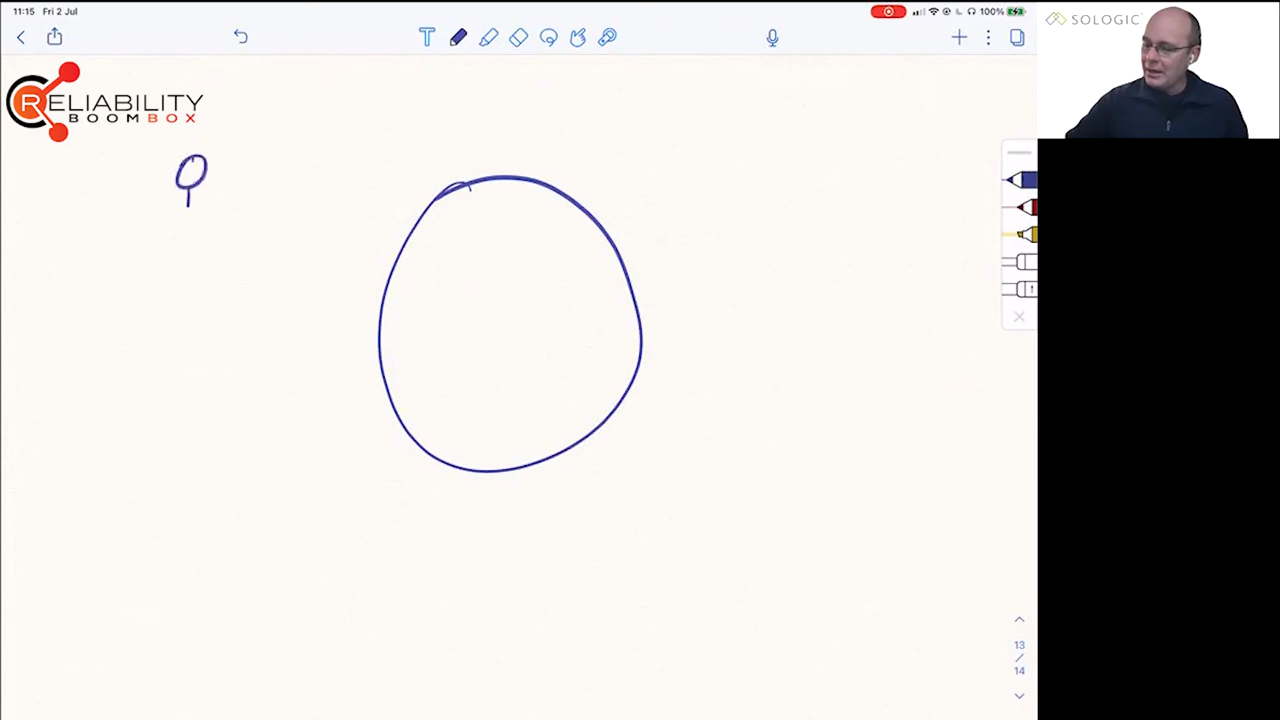 11:15 Fri 2 Jul
100%
SOLOGIC
T
RELIABILITY
BOOMBOX
13
/
14